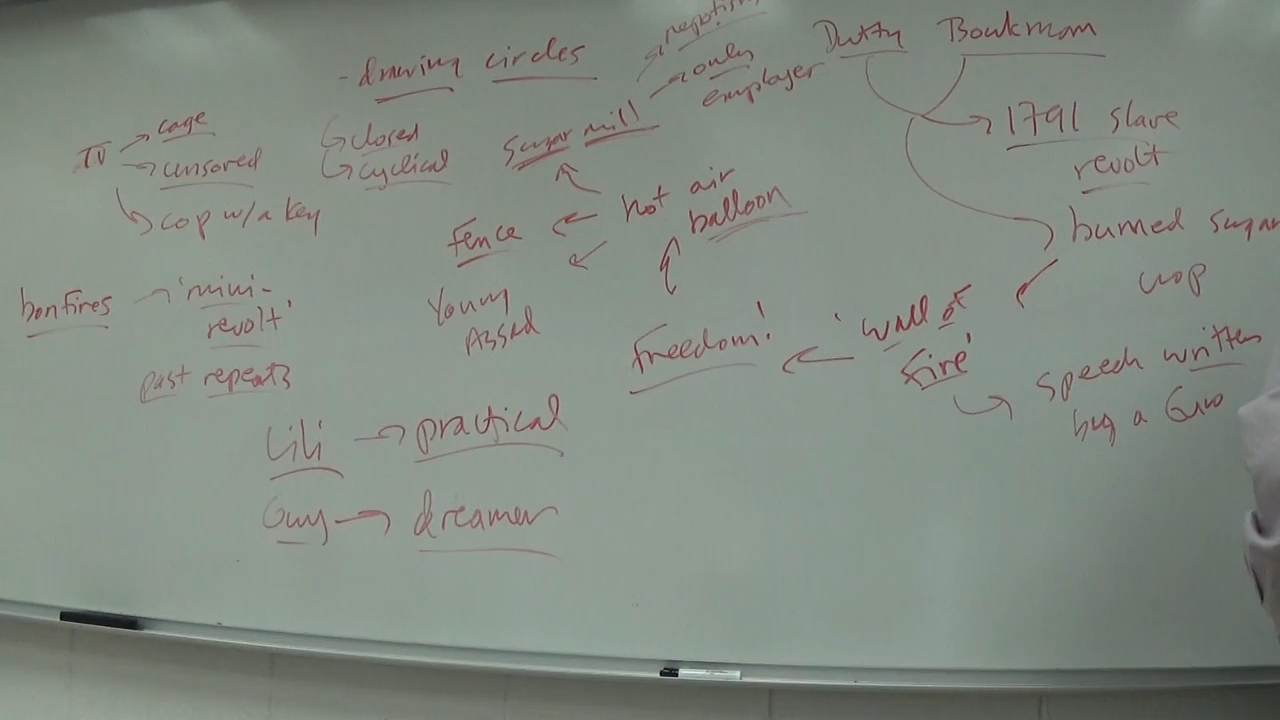 nepotism
Dutty Boukman
- drawing circles
→ only
employer
TV → cage
→ censored
↳ cop w/ a key
↳ closed
↳ cyclical
Sugar mill
→ 1791 slave
revolt
hot air
balloon
Fence
Young
Assad
burned sugar
crop
bonfires → 'mini-
revolt'
past repeats
Freedom!
'wall of
fire'
speech written
by a Euro
Lili → practical
Guy → dreamer